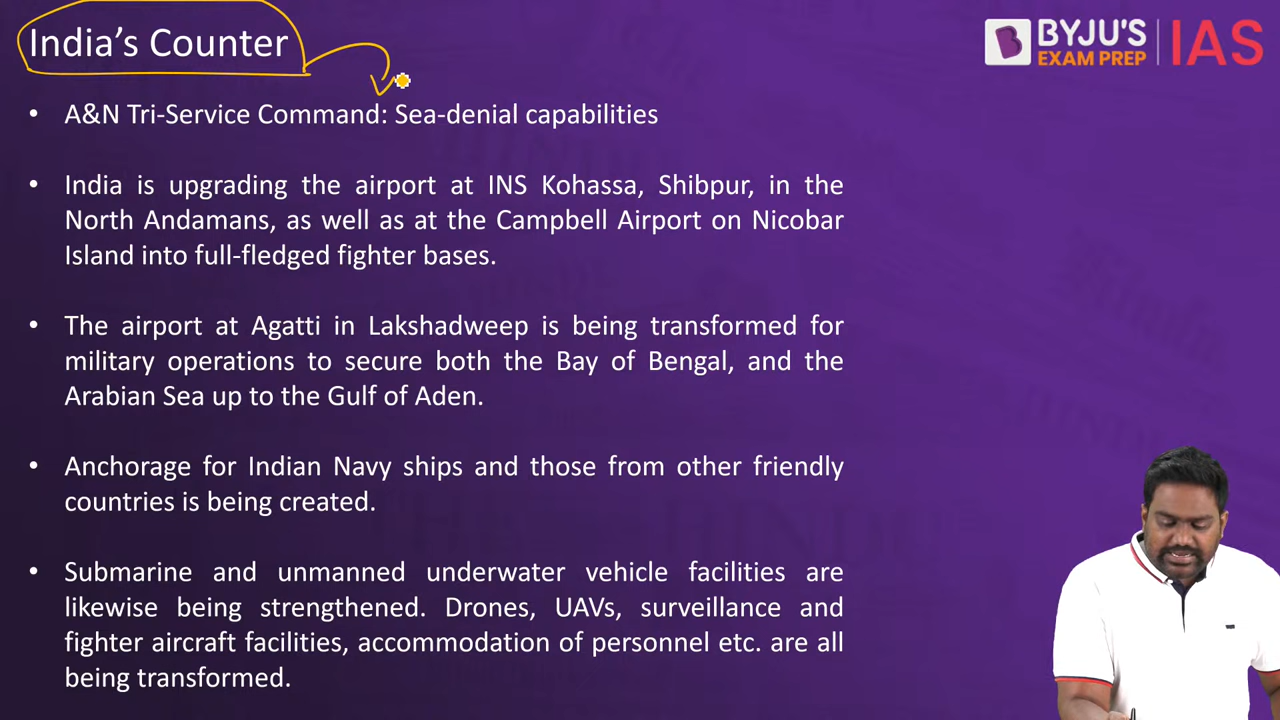 India's Counter
BYJU'S
EXAM PREP
IAS
• A&N Tri-Service Command: Sea-denial capabilities
• India is upgrading the airport at INS Kohassa, Shibpur, in the
North Andamans, as well as at the Campbell Airport on Nicobar
Island into full-fledged fighter bases.
• The airport at Agatti in Lakshadweep is being transformed for
military operations to secure both the Bay of Bengal, and the
Arabian Sea up to the Gulf of Aden.
• Anchorage for Indian Navy ships and those from other friendly
countries is being created.
• Submarine and unmanned underwater vehicle facilities are
likewise being strengthened. Drones, UAVs, surveillance and
fighter aircraft facilities, accommodation of personnel etc. are all
being transformed.